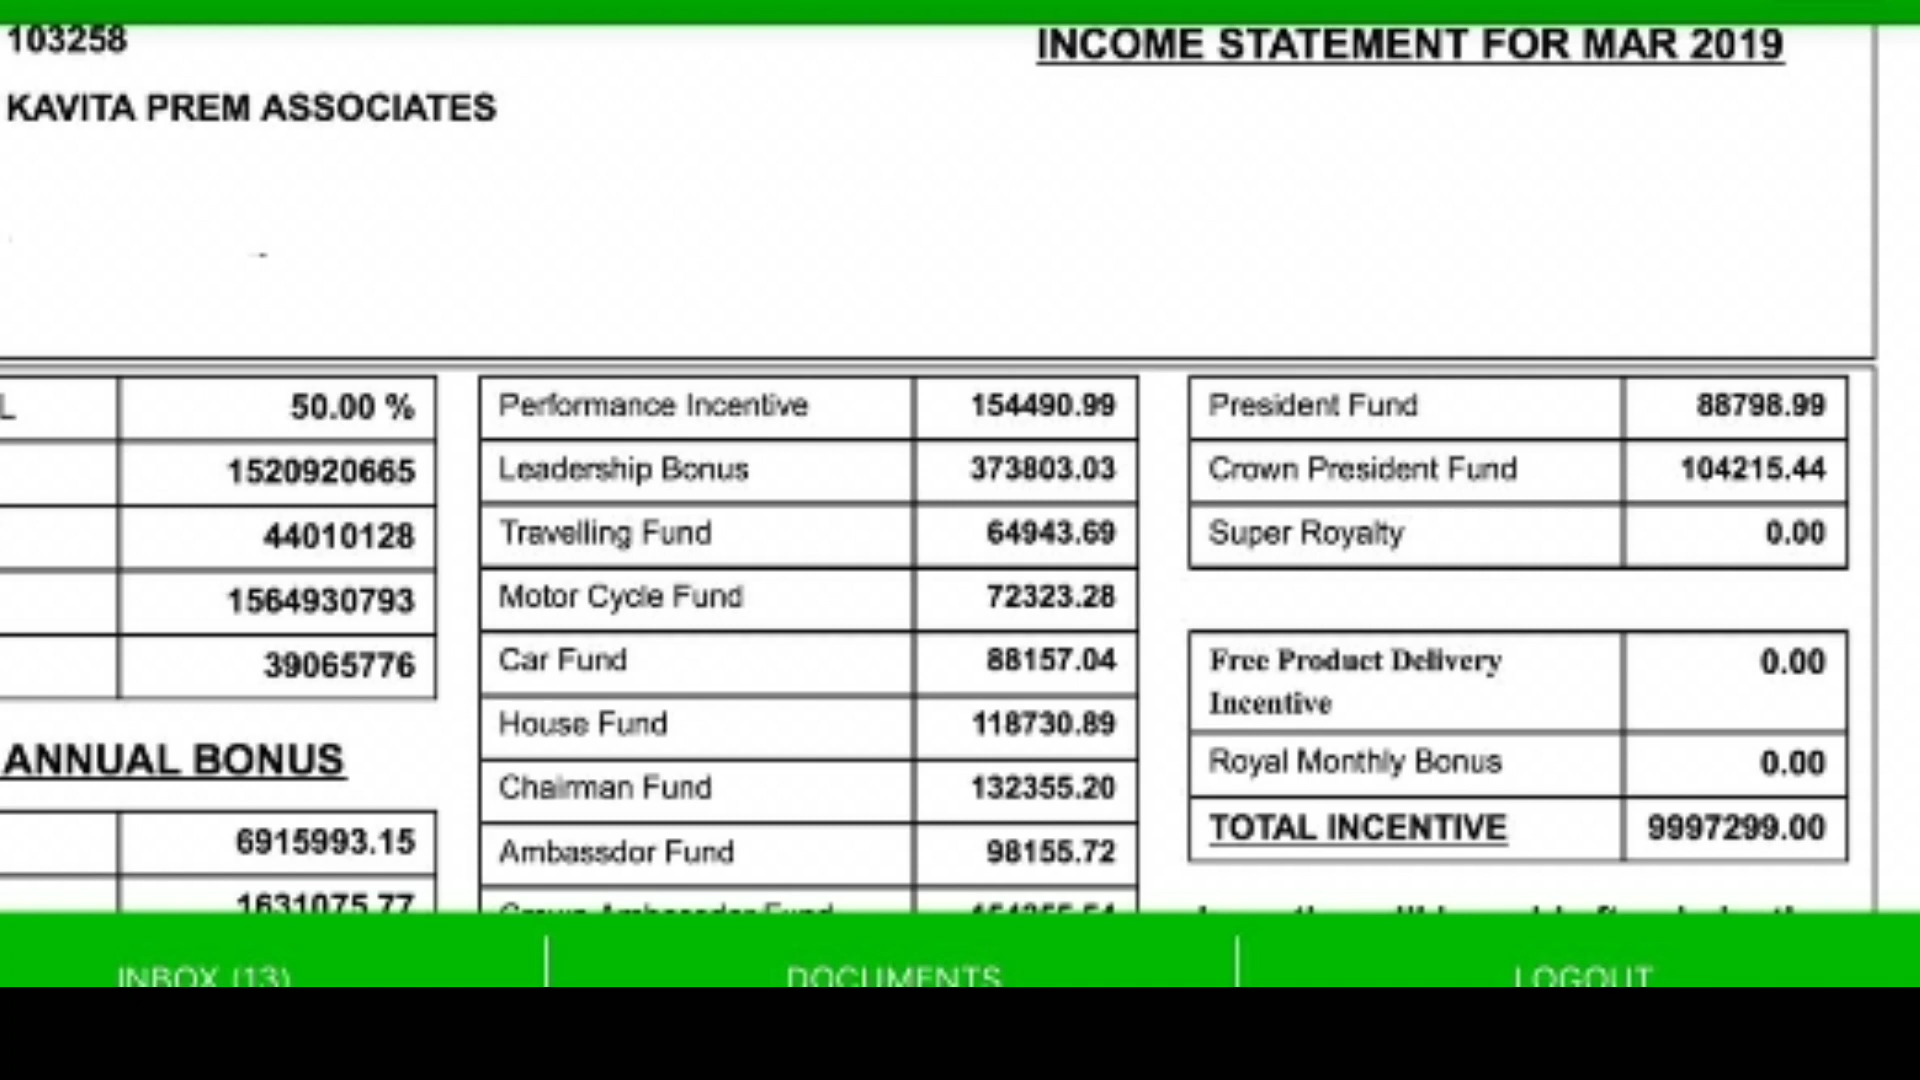 103258
INCOME STATEMENT FOR MAR 2019
KAVITA PREM ASSOCIATES
L 50.00 %
1520920665
44010128
1564930793
39065776
ANNUAL BONUS
6915993.15
1631075.77
Performance Incentive 154490.99
Leadership Bonus 373803.03
Travelling Fund 64943.69
Motor Cycle Fund 72323.28
Car Fund 88157.04
House Fund 118730.89
Chairman Fund 132355.20
Ambassdor Fund 98155.72
Crown Ambassador Fund
President Fund 88798.99
Crown President Fund 104215.44
Super Royalty 0.00
Free Product Delivery 0.00
Incentive
Royal Monthly Bonus 0.00
TOTAL INCENTIVE 9997299.00
INBOX (13) DOCUMENTS LOGOUT